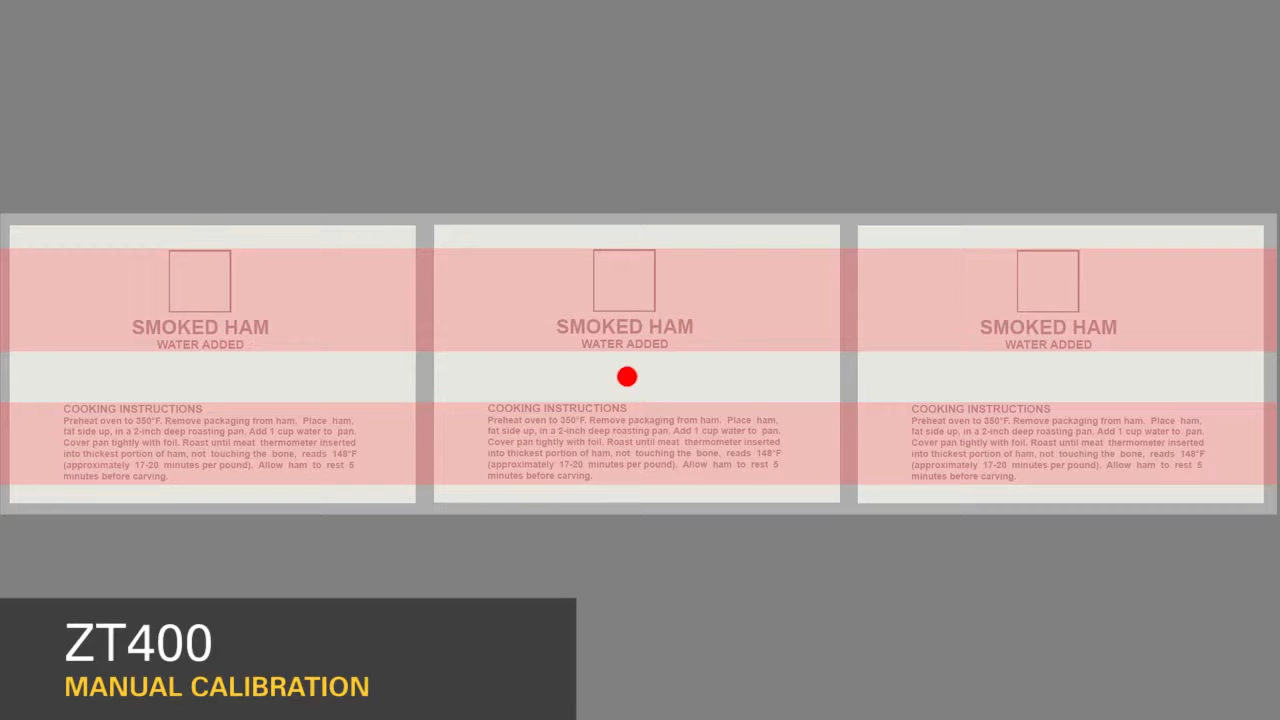 SMOKED HAM
WATER ADDED
COOKING INSTRUCTIONS
Preheat oven to 350°F. Remove packaging from ham. Place ham,
fat side up, in a 2-inch deep roasting pan. Add 1 cup water to pan.
Cover pan tightly with foil. Roast until meat thermometer inserted
into thickest portion of ham, not touching the bone, reads 148°F
(approximately 17-20 minutes per pound). Allow ham to rest 5
minutes before carving.
SMOKED HAM
WATER ADDED
COOKING INSTRUCTIONS
Preheat oven to 350°F. Remove packaging from ham. Place ham,
fat side up, in a 2-inch deep roasting pan. Add 1 cup water to pan.
Cover pan tightly with foil. Roast until meat thermometer inserted
into thickest portion of ham, not touching the bone, reads 148°F
(approximately 17-20 minutes per pound). Allow ham to rest 5
minutes before carving.
SMOKED HAM
WATER ADDED
COOKING INSTRUCTIONS
Preheat oven to 350°F. Remove packaging from ham. Place ham,
fat side up, in a 2-inch deep roasting pan. Add 1 cup water to pan.
Cover pan tightly with foil. Roast until meat thermometer inserted
into thickest portion of ham, not touching the bone, reads 148°F
(approximately 17-20 minutes per pound). Allow ham to rest 5
minutes before carving.
ZT400
MANUAL CALIBRATION